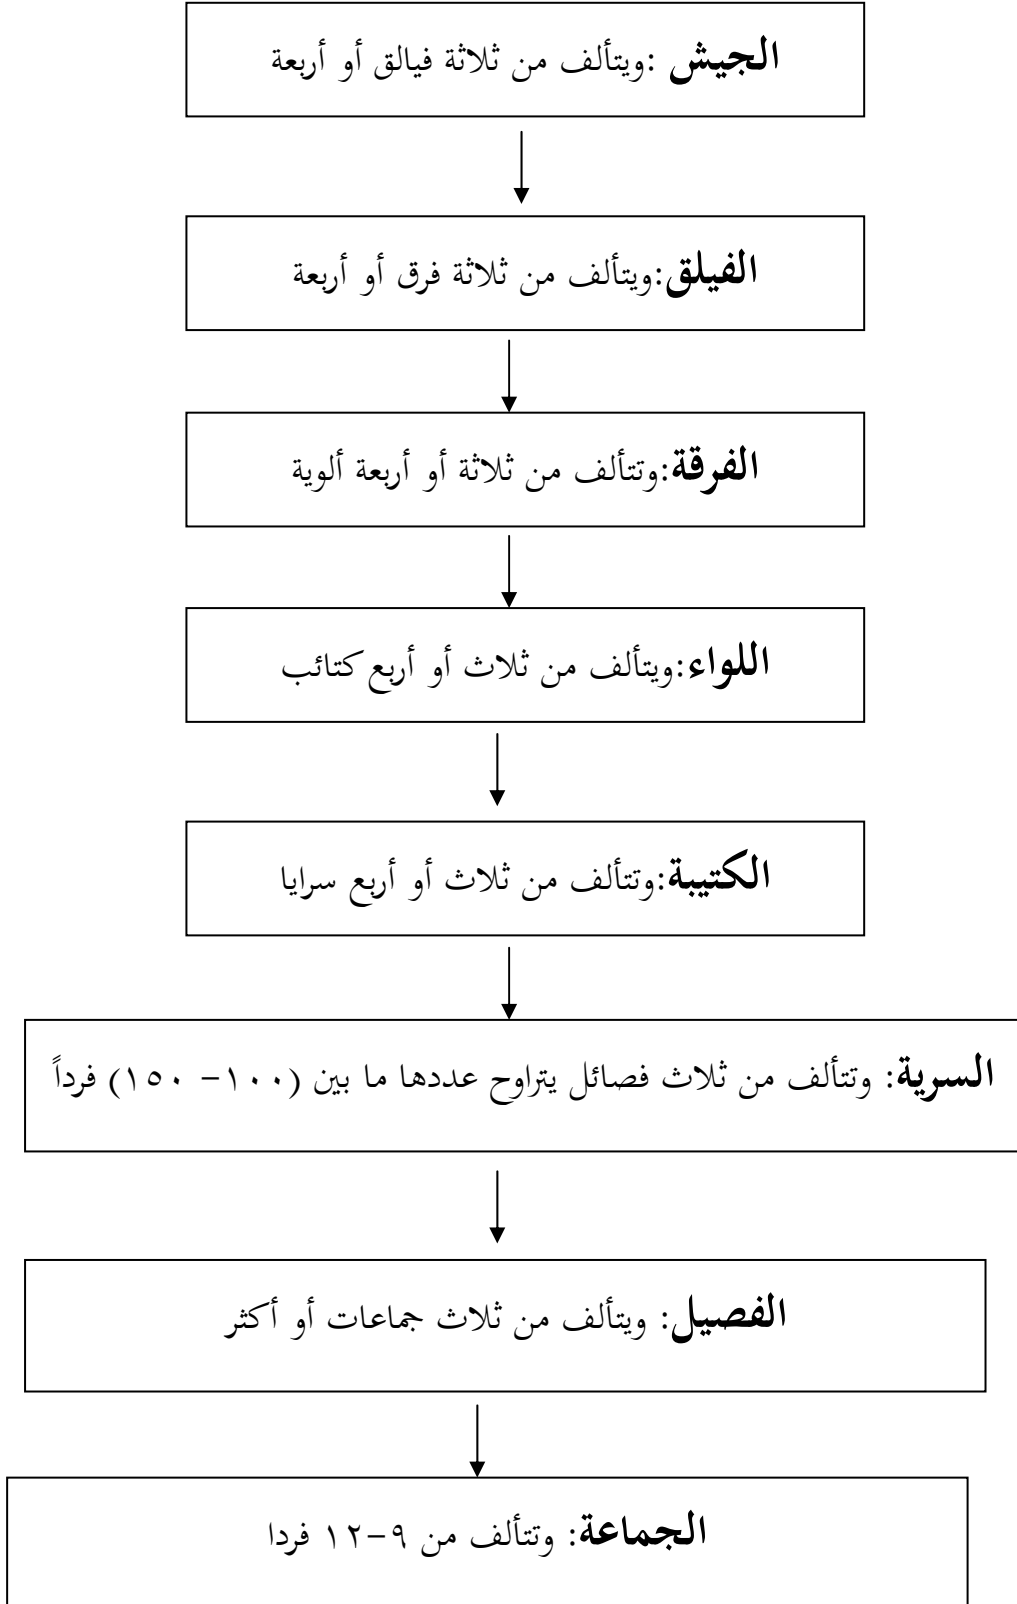 الجيش :ويتألف من ثلاثة فيالق أو أربعة
الفيلق:ويتألف من ثلاثة فرق أو أربعة
الفرقة:وتتألف من ثلاثة أو أربعة ألوية
اللواء:ويتألف من ثلاث أو أربع كتائب
الكتيبة:وتتألف من ثلاث أو أربع سرايا
السرية: وتتألف من ثلاث فصائل يتراوح عددها ما بين (١٠٠- ١٥٠) فرداً
الفصيل: ويتألف من ثلاث جماعات أو أكثر
الجماعة: وتتألف من ٩-١٢ فردا